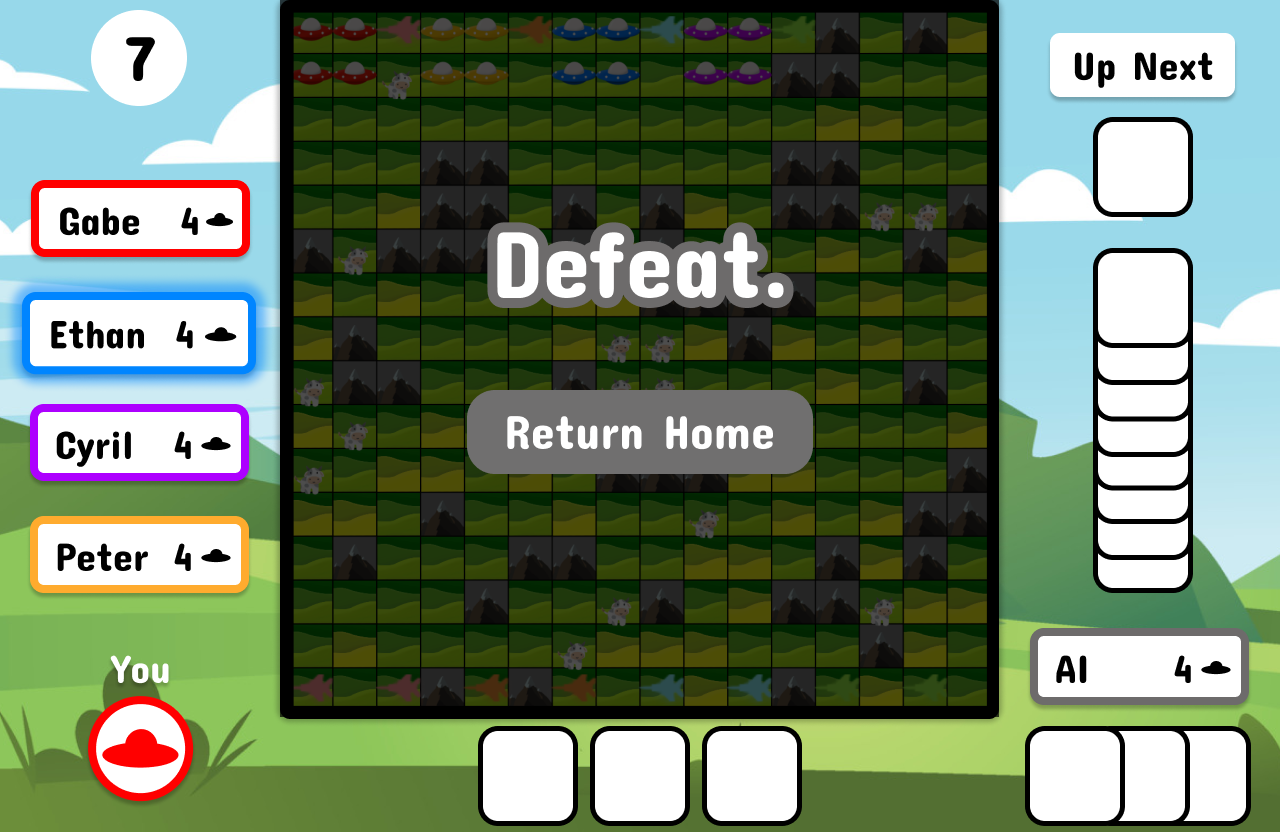 7
Up Next
Gabe 4
Ethan 4
Defeat.
Cyril 4
Return Home
Peter 4
You
AI 4